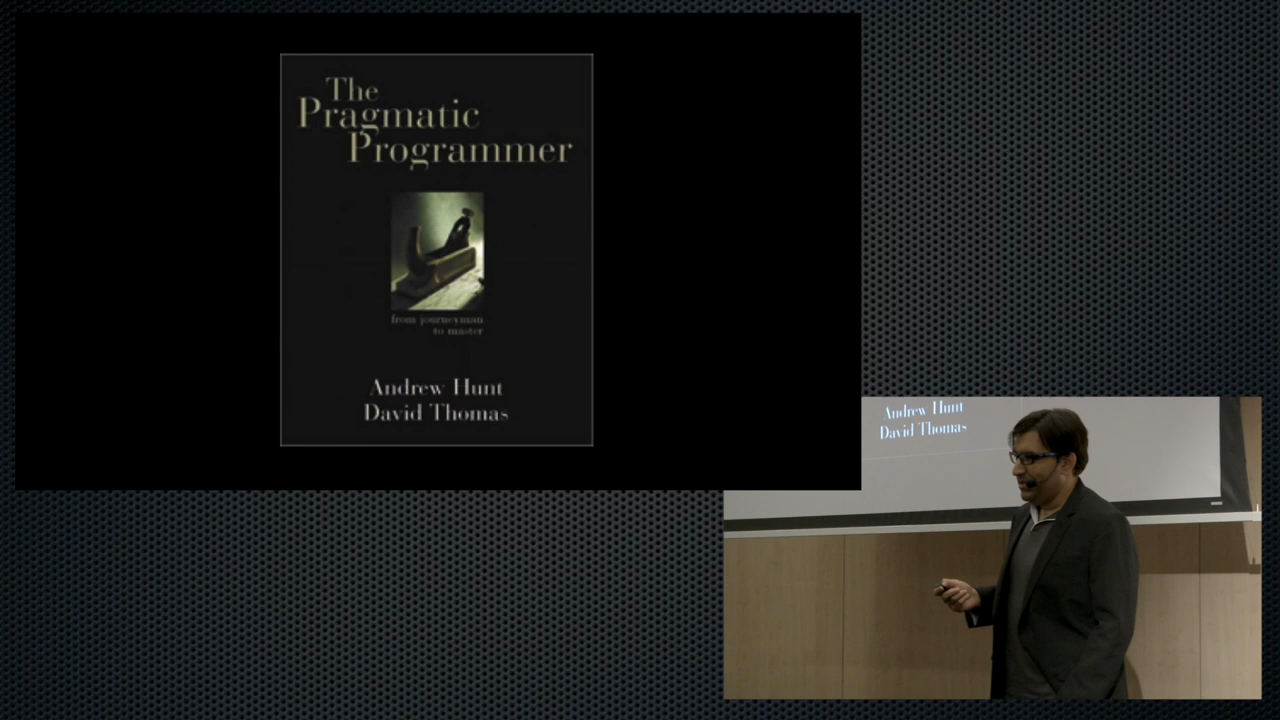 The
Pragmatic
Programmer
from journeyman
to master
Andrew Hunt
David Thomas
Andrew Hunt
David Thomas